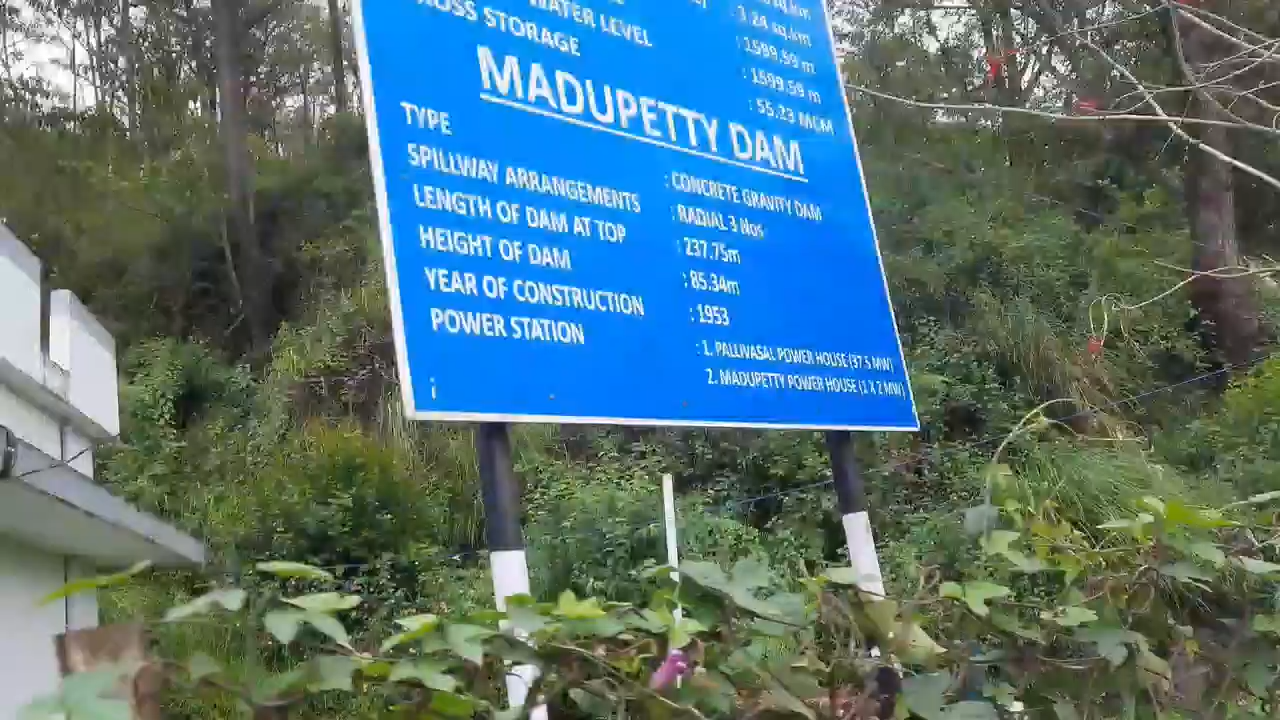 : 3.24 sq.km
WATER LEVEL : 1599.59 m
STORAGE : 1599.59 m
: 55.23 MCM
MADUPETTY DAM
TYPE : CONCRETE GRAVITY DAM
SPILLWAY ARRANGEMENTS : RADIAL 3 Nos
LENGTH OF DAM AT TOP : 237.75m
HEIGHT OF DAM : 85.34m
YEAR OF CONSTRUCTION : 1953
POWER STATION : 1. PALLIVASAL POWER HOUSE (37.5 MW)
2. MADUPETTY POWER HOUSE (1 X 2 MW)